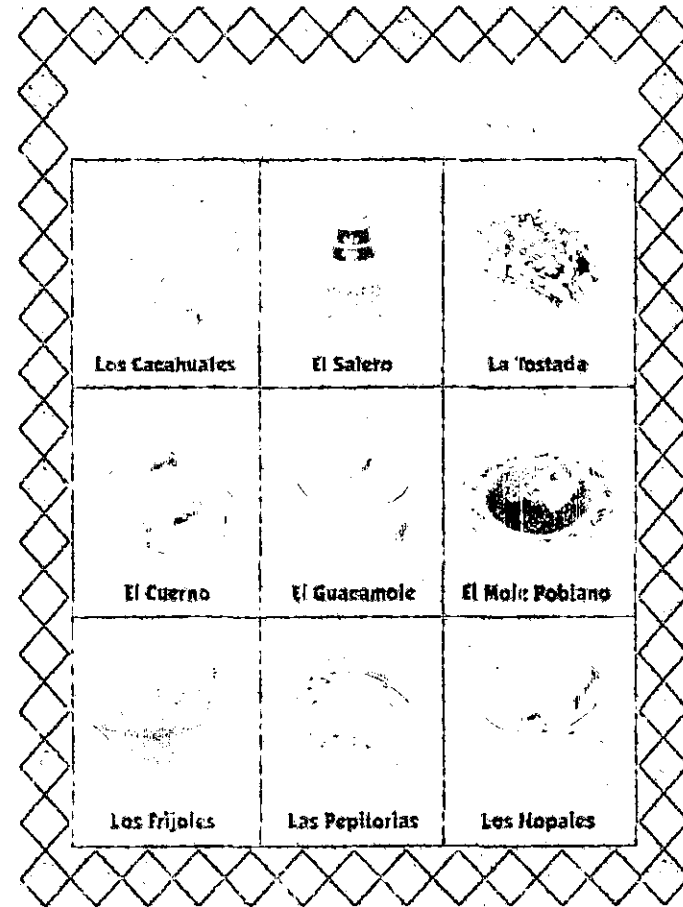 Los Cacahuates
El Salero
La Tostada
El Cuerno
El Guacamole
El Mole Poblano
Los Frijoles
Las Pepitorias
Los Nopales